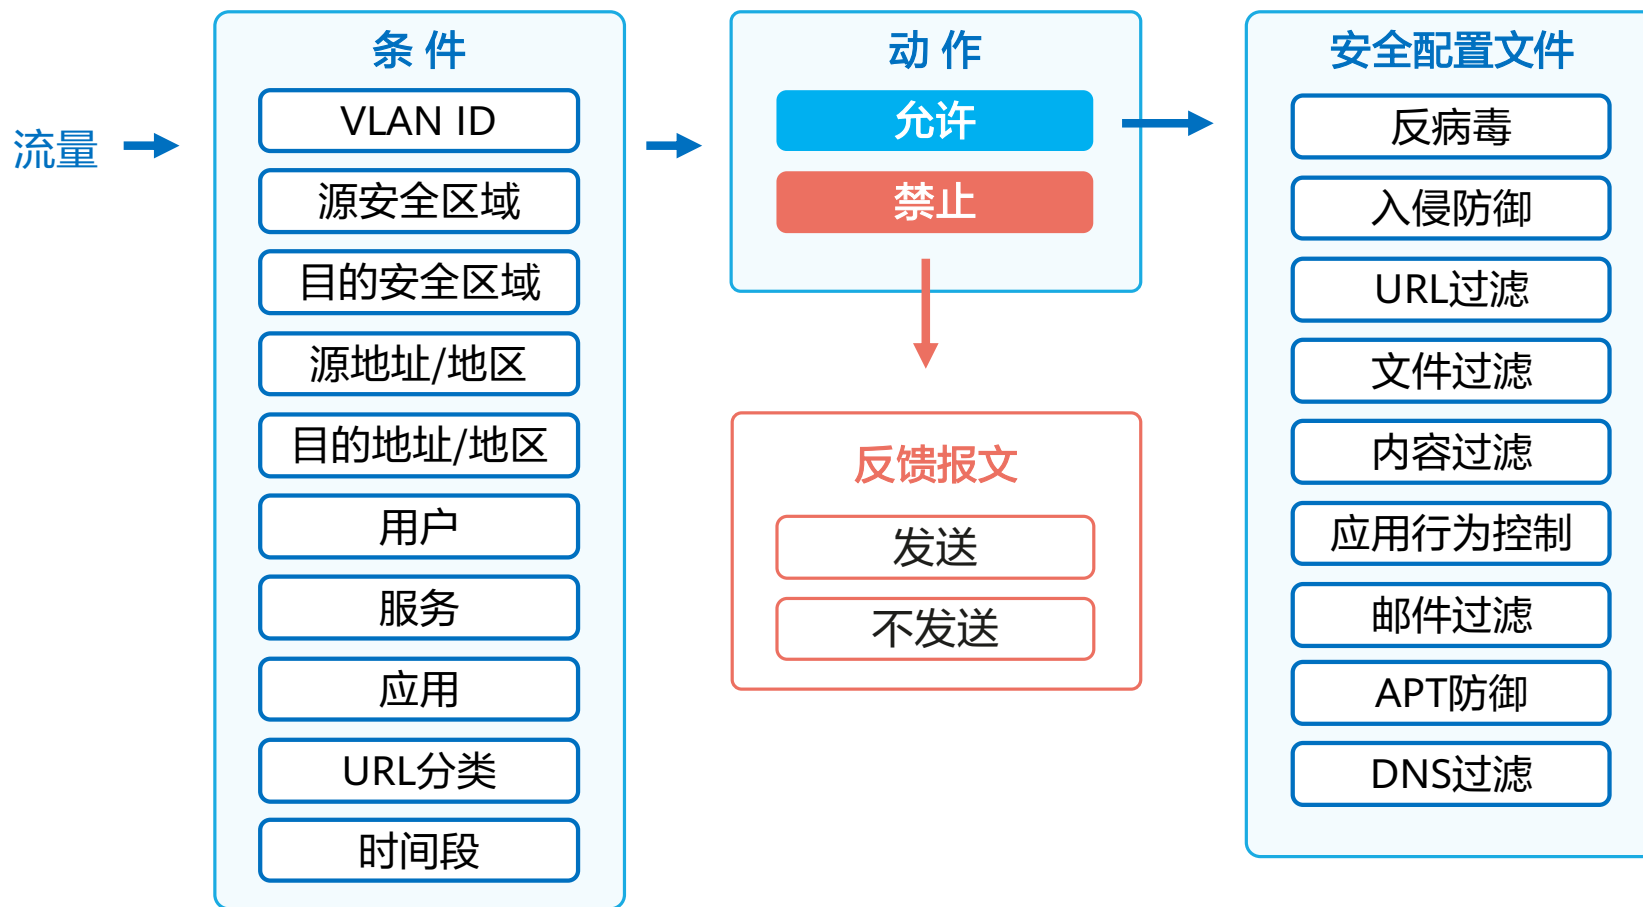 流量
条 件
VLAN ID
源安全区域
目的安全区域
源地址/地区
目的地址/地区
用户
服务
应用
URL分类
时间段
动 作
允许
禁止
反馈报文
发送
不发送
安全配置文件
反病毒
入侵防御
URL过滤
文件过滤
内容过滤
应用行为控制
邮件过滤
APT防御
DNS过滤